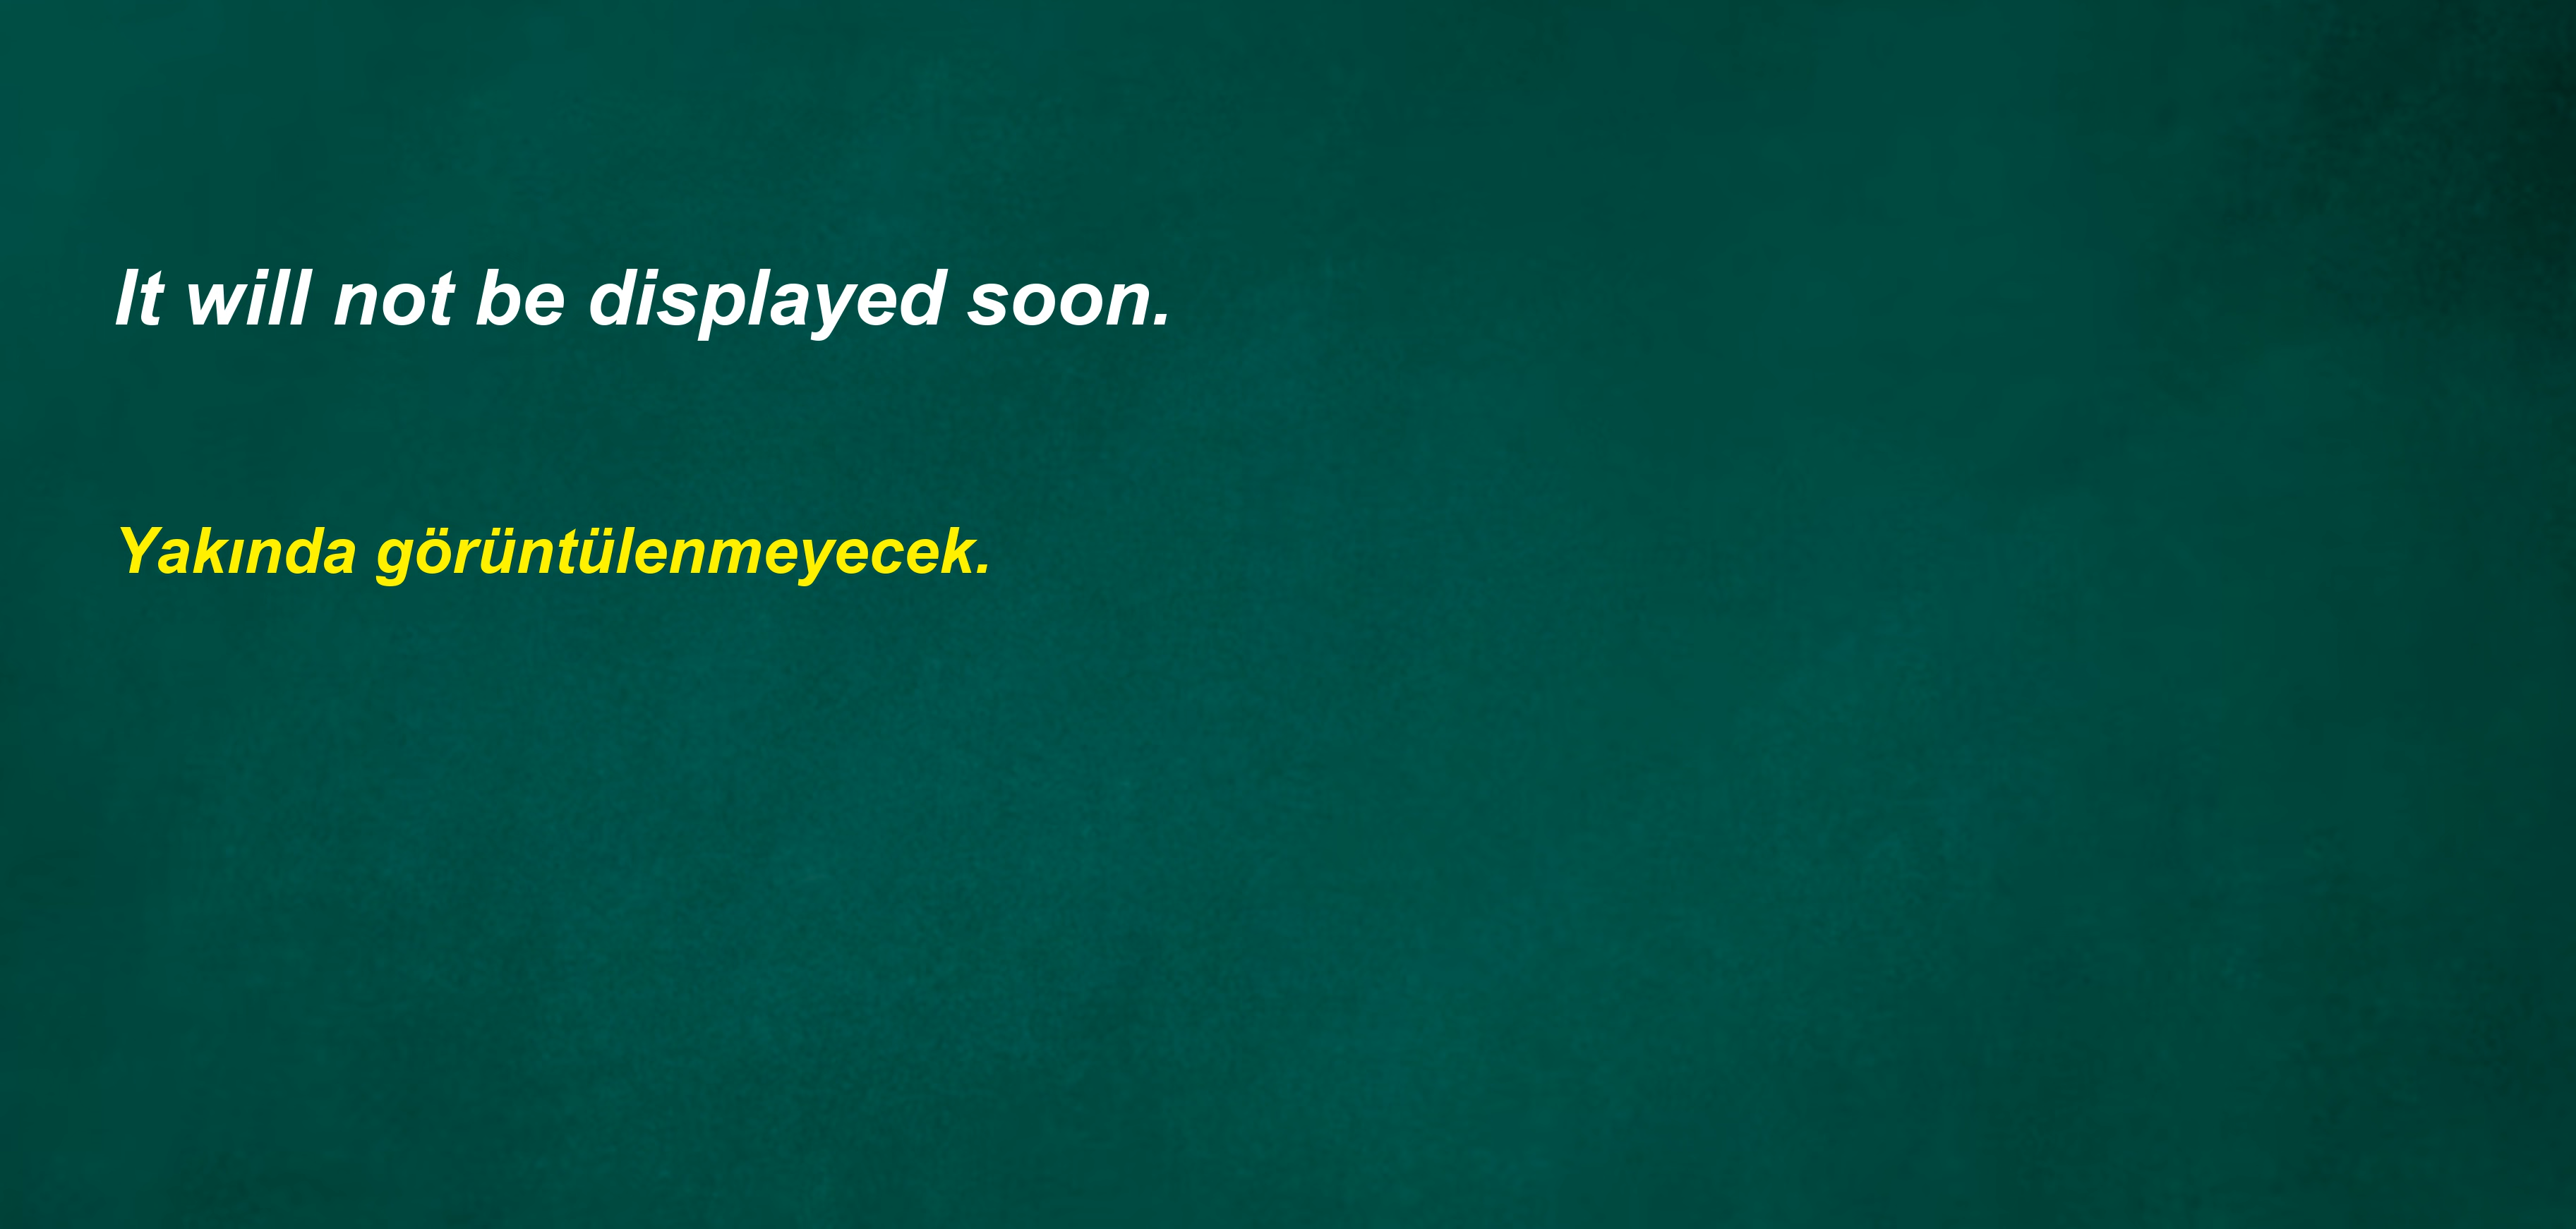 It will not be displayed soon.
Yakında görüntülenmeyecek.